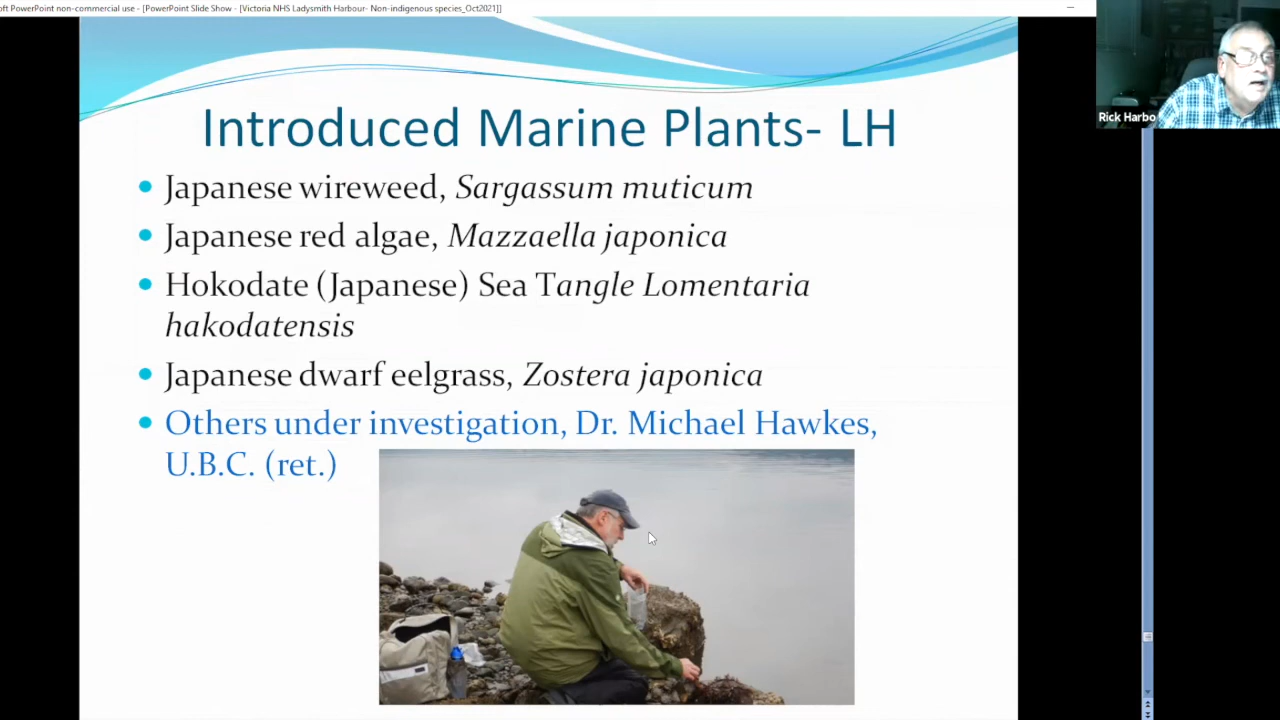 oft PowerPoint non-commercial use - [PowerPoint Slide Show - [Victoria NHS Ladysmith Harbour- Non-indigenous species_Oct2021]]
Rick Harbo
Introduced Marine Plants- LH
Japanese wireweed, Sargassum muticum
Japanese red algae, Mazzaella japonica
Hokodate (Japanese) Sea Tangle Lomentaria
hakodatensis
Japanese dwarf eelgrass, Zostera japonica
Others under investigation, Dr. Michael Hawkes,
U.B.C. (ret.)